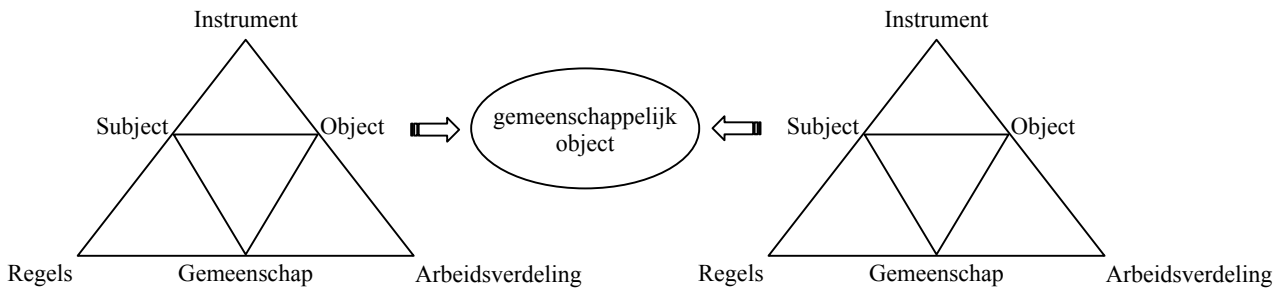 Instrument
Instrument
Subject
Object
gemeenschappelijk
object
Subject
Object
Regels
Gemeenschap
Arbeidsverdeling
Regels
Gemeenschap
Arbeidsverdeling